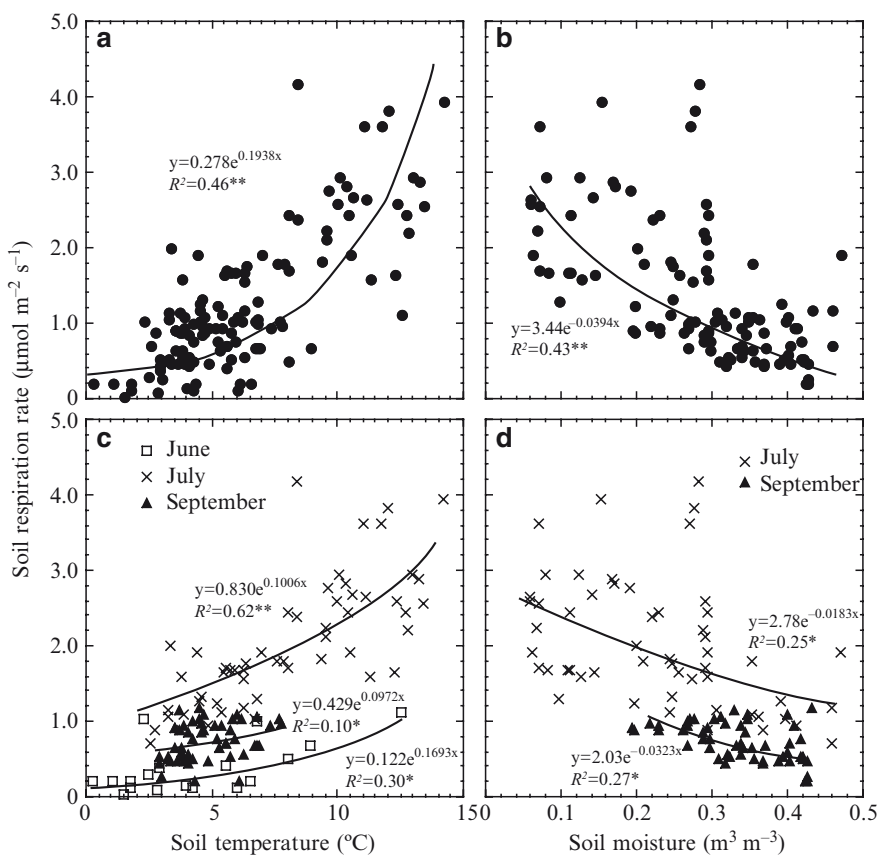 a
b
5.0
4.0
3.0
2.0
1.0
0
y=0.278e^0.1938x
R²=0.46**
y=3.44e^−0.0394x
R²=0.43**
Soil respiration rate (µmol m⁻² s⁻¹)
c
d
5.0
4.0
3.0
2.0
1.0
0
June
July
September
y=0.830e^0.1006x
R²=0.62**
y=0.429e^0.0972x
R²=0.10*
y=0.122e^0.1693x
R²=0.30*
July
September
y=2.78e^−0.0183x
R²=0.25*
y=2.03e^−0.0323x
R²=0.27*
0 5 10 15
0 0.1 0.2 0.3 0.4 0.5
Soil temperature (ºC)
Soil moisture (m³ m⁻³)